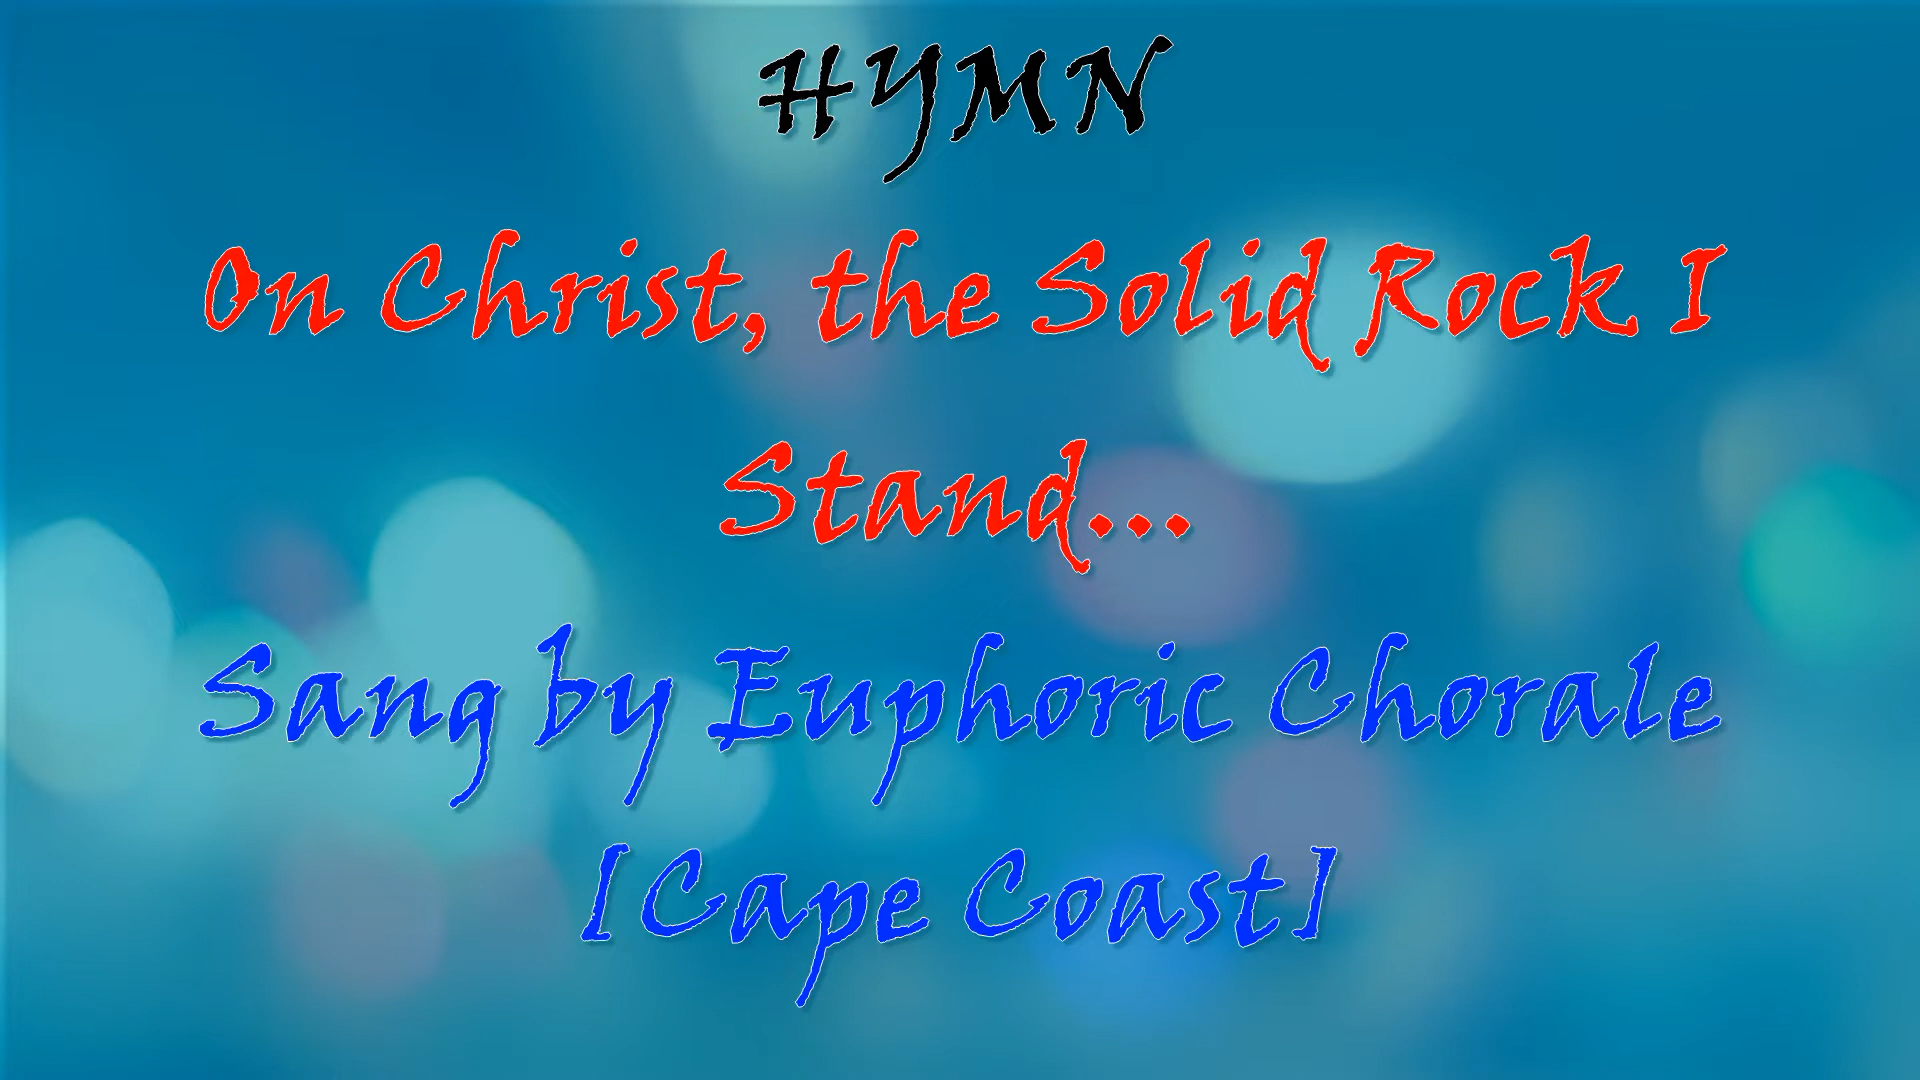 HYMN
On Christ, the Solid Rock I
Stand...
Sang by Euphoric Chorale
[Cape Coast]